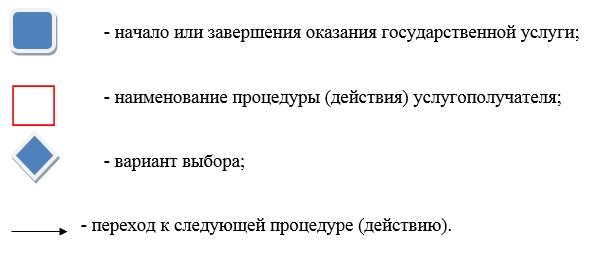 - начало или завершения оказания государственной услуги;
- наименование процедуры (действия) услугополучателя;
- вариант выбора;
- переход к следующей процедуре (действию).